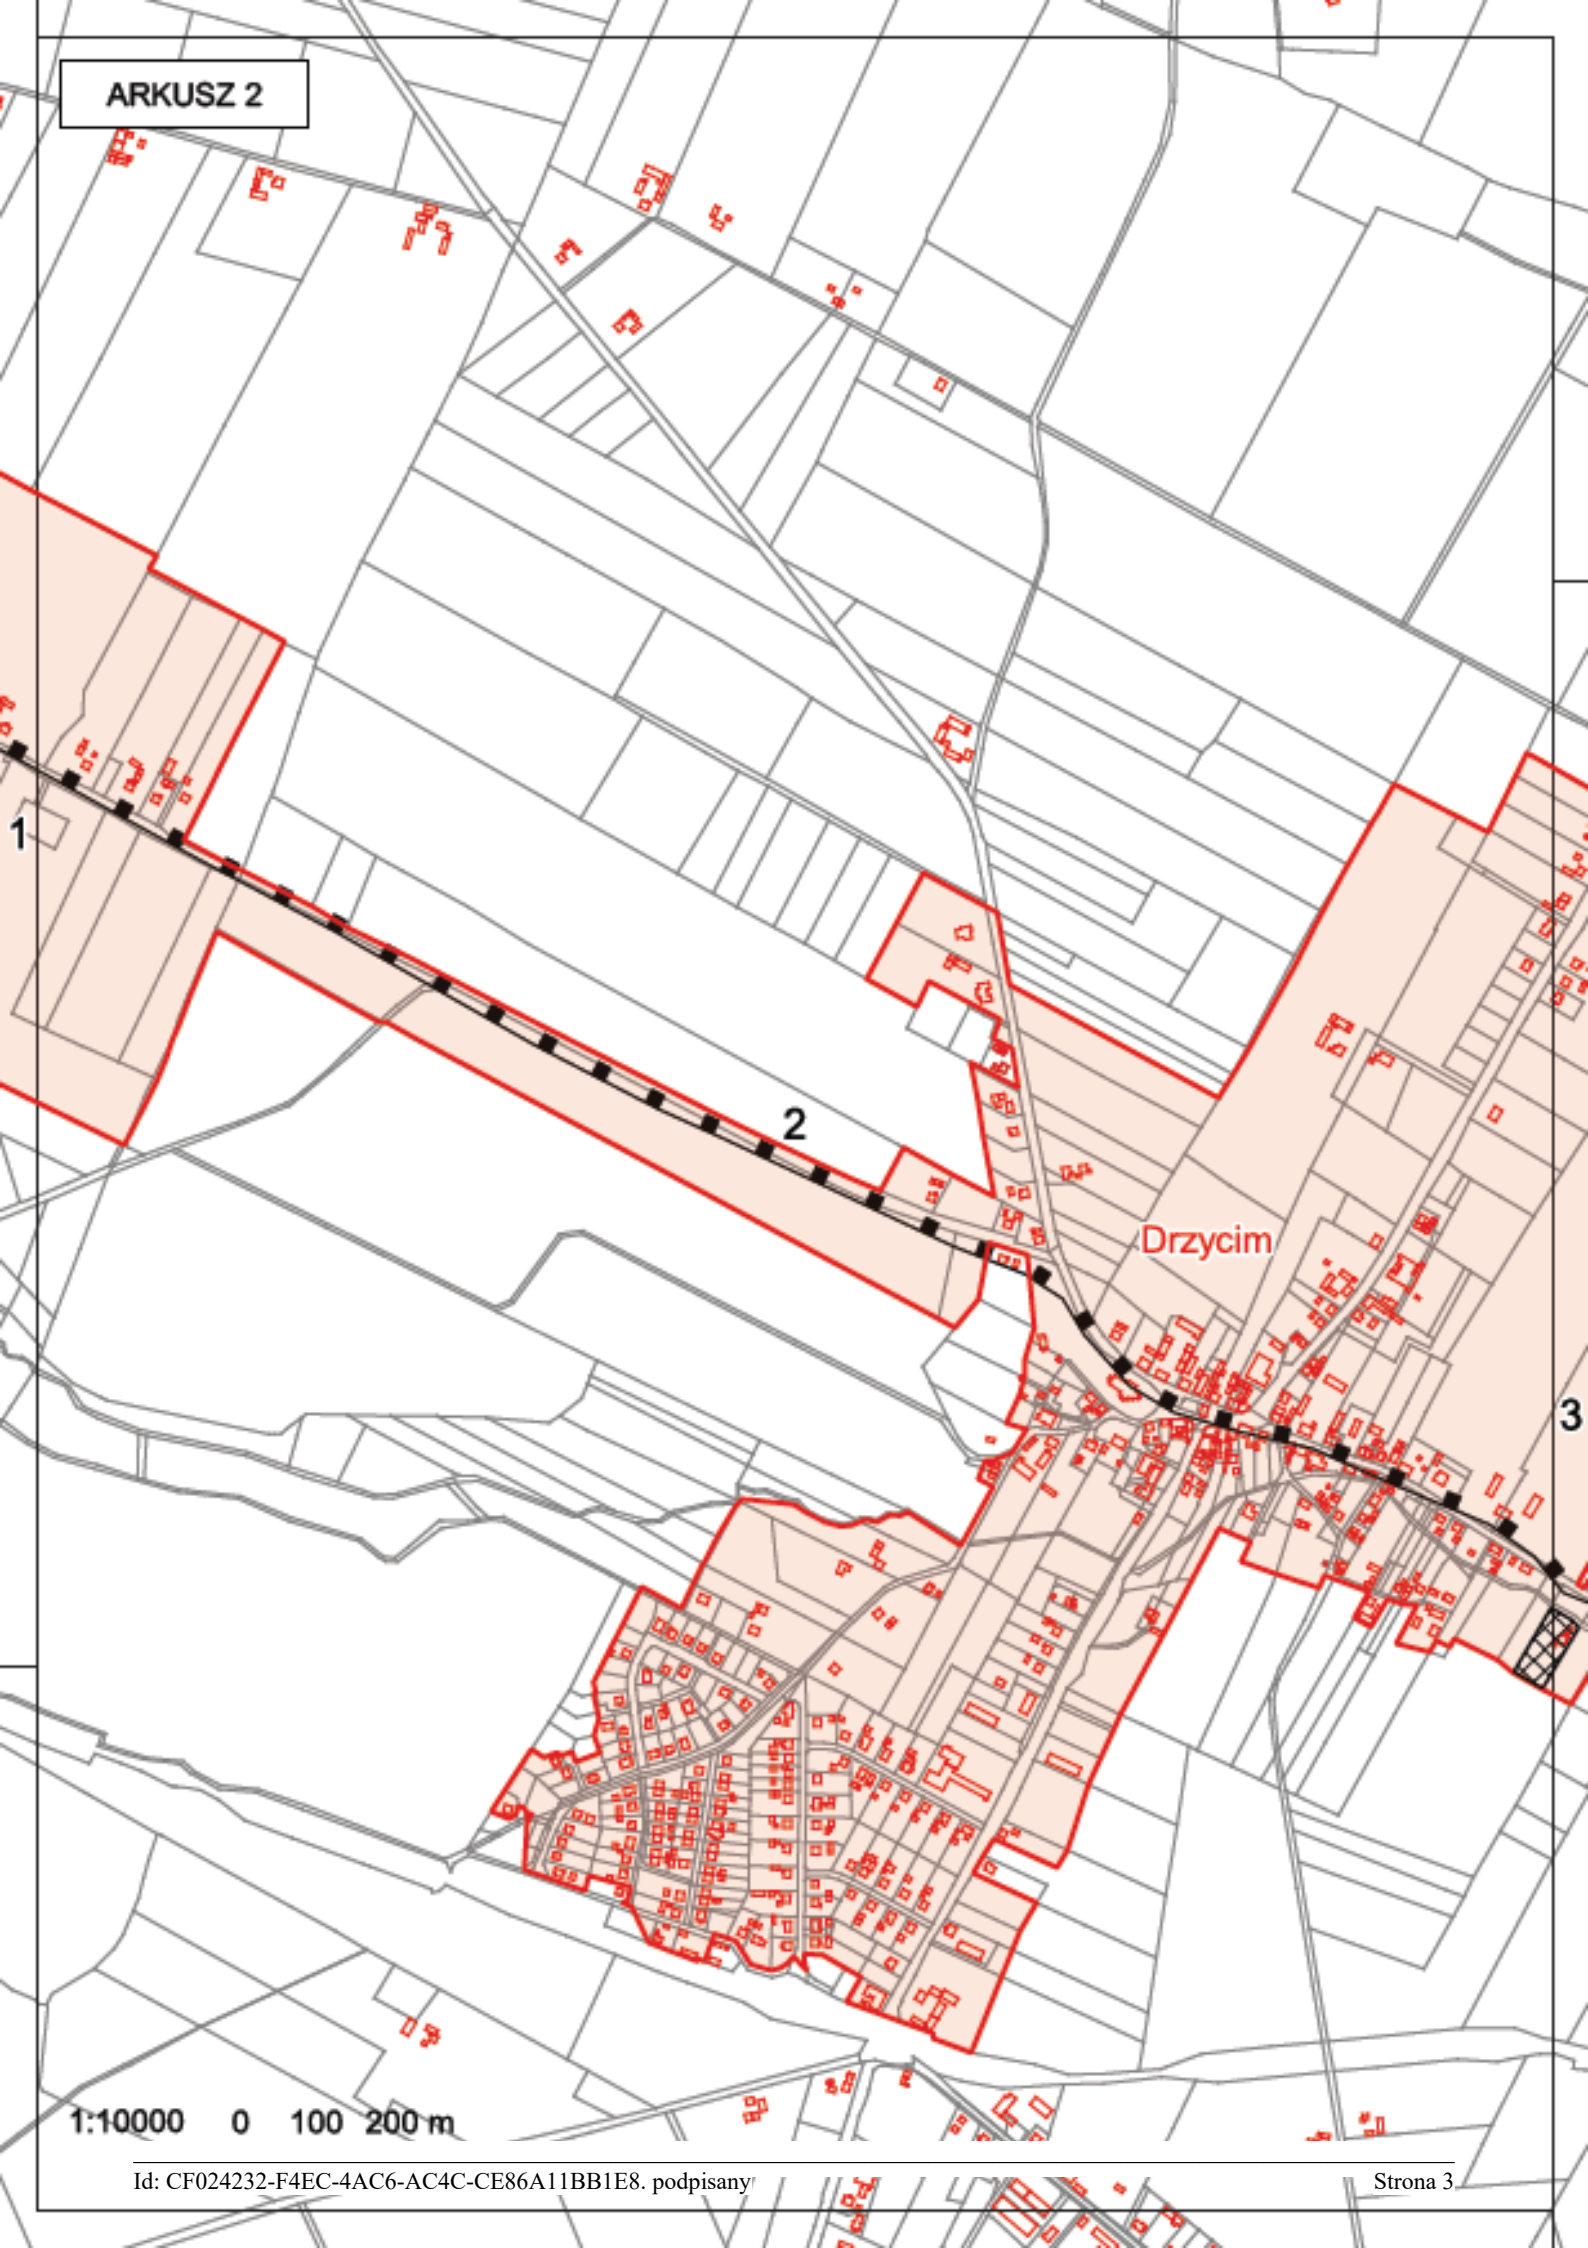 ARKUSZ 2
1
2
Drzycim
3
1:10000 0 100 200 m
Id: CF024232-F4EC-4AC6-AC4C-CE86A11BB1E8. podpisany
Strona 3